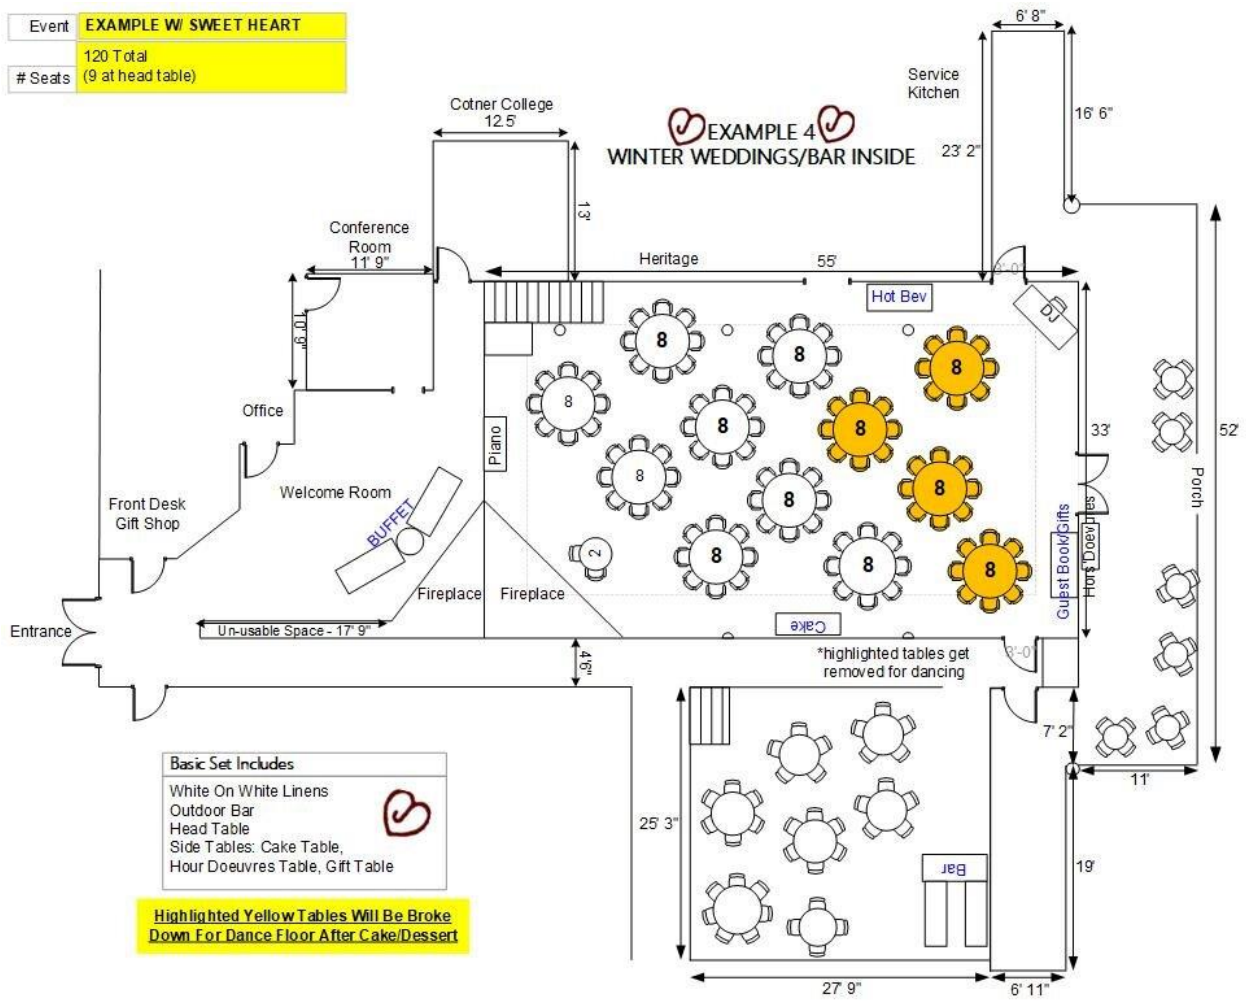 Event
EXAMPLE W/ SWEET HEART
# Seats
120 Total
(9 at head table)
6' 8"
Service
Kitchen
16' 6"
23' 2"
Cotner College
12.5'
13'
EXAMPLE 4
WINTER WEDDINGS/BAR INSIDE
Conference
Room
11' 9"
10' 9"
Heritage
55'
3'-0"
Hot Bev
DJ
8
8
8
8
8
8
8
8
8
8
8
8
8
2
Piano
33'
52'
Porch
Office
Welcome Room
Front Desk
Gift Shop
BUFFET
Fireplace
Fireplace
Guest Book/Gifts
Hors Doevres
Entrance
Un-usable Space - 17' 9"
Cake
4'6"
3'-0"
*highlighted tables get
removed for dancing
7' 2"
11'
Basic Set Includes
White On White Linens
Outdoor Bar
Head Table
Side Tables: Cake Table,
Hour Doeuvres Table, Gift Table
25' 3"
Bar
19'
Highlighted Yellow Tables Will Be Broke
Down For Dance Floor After Cake/Dessert
27' 9"
6' 11"